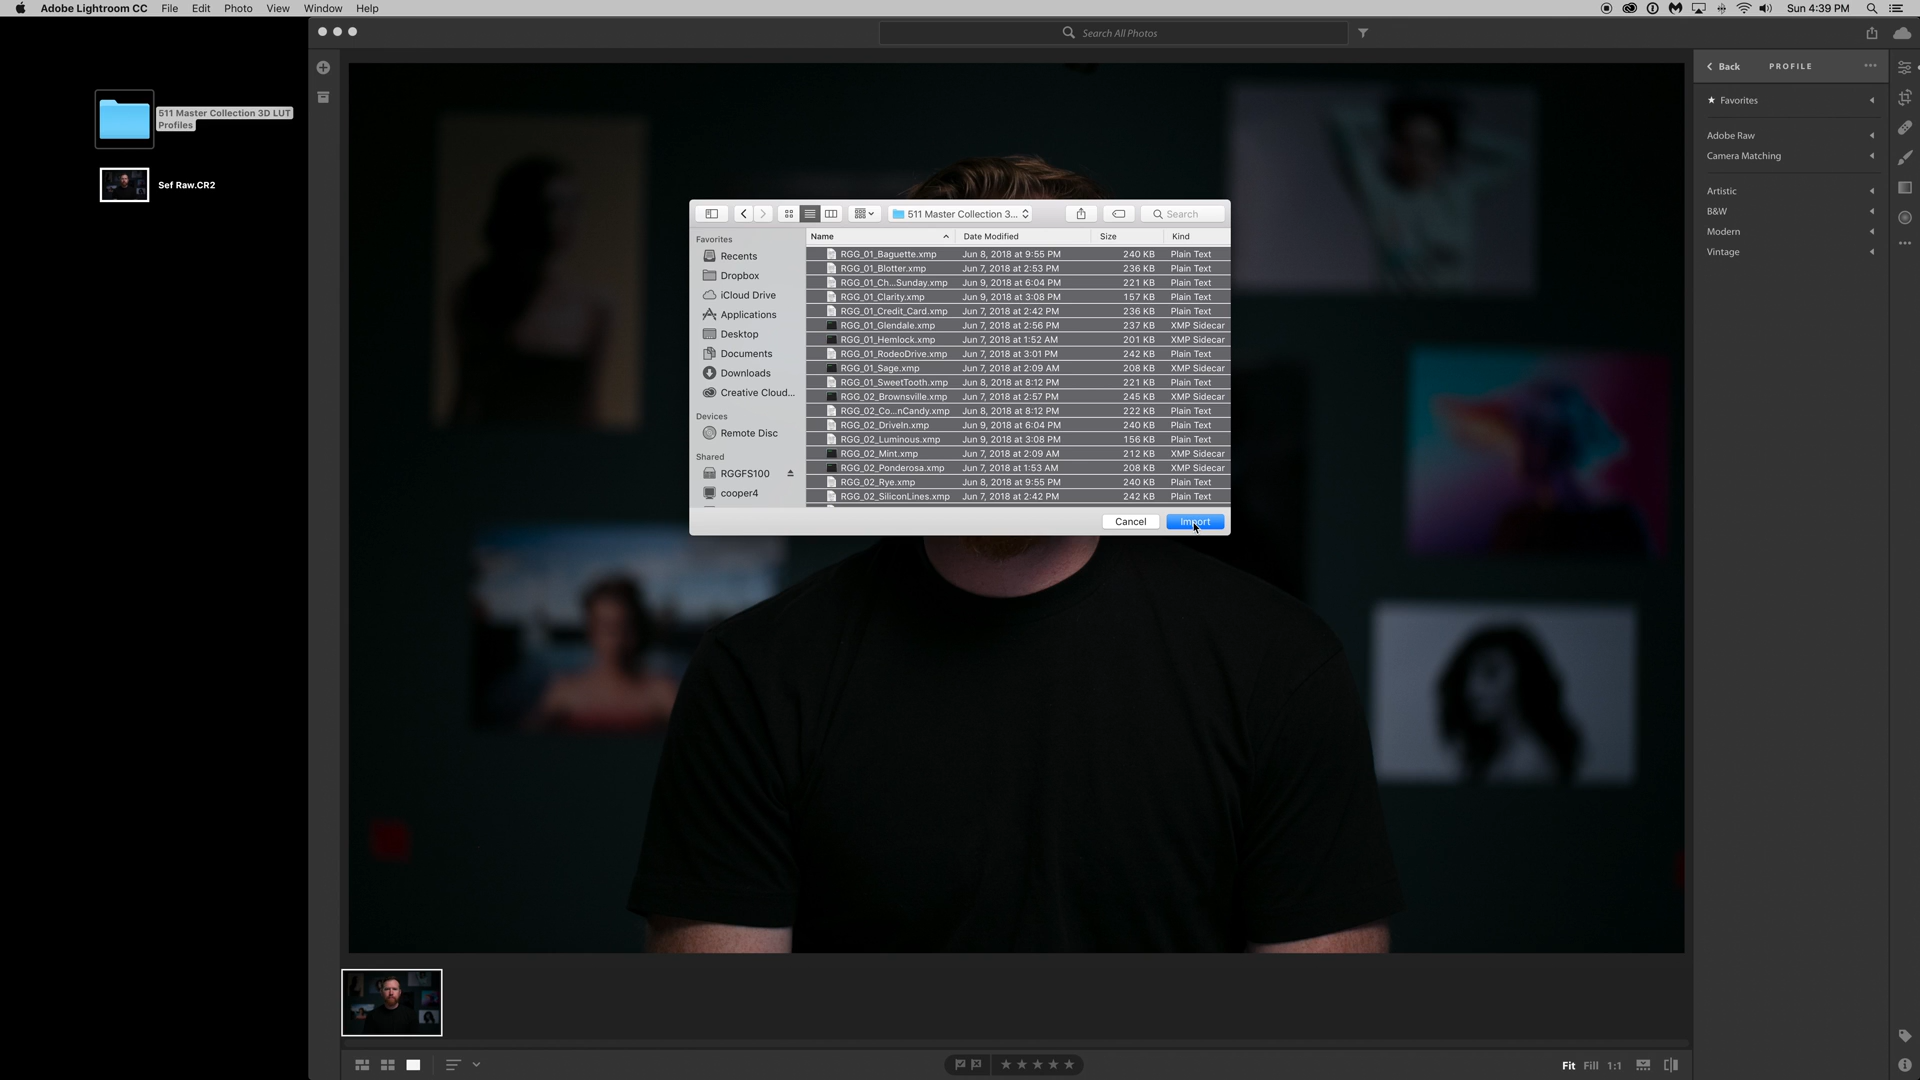 Adobe Lightroom CC File Edit Photo View Window Help
Sun 4:39 PM
Search All Photos
511 Master Collection 3D LUT
Profiles
Sef Raw.CR2
Back PROFILE
Favorites
Adobe Raw
Camera Matching
Artistic
B&W
Modern
Vintage
511 Master Collection 3... Search
Favorites
Recents
Dropbox
iCloud Drive
Applications
Desktop
Documents
Downloads
Creative Cloud...
Devices
Remote Disc
Shared
RGGFS100
cooper4
Name Date Modified Size Kind
RGG_01_Baguette.xmp Jun 8, 2018 at 9:55 PM 240 KB Plain Text
RGG_01_Blotter.xmp Jun 7, 2018 at 2:53 PM 236 KB Plain Text
RGG_01_Ch...Sunday.xmp Jun 9, 2018 at 6:04 PM 221 KB Plain Text
RGG_01_Clarity.xmp Jun 9, 2018 at 3:08 PM 157 KB Plain Text
RGG_01_Credit_Card.xmp Jun 7, 2018 at 2:42 PM 236 KB Plain Text
RGG_01_Glendale.xmp Jun 7, 2018 at 2:56 PM 237 KB XMP Sidecar
RGG_01_Hemlock.xmp Jun 7, 2018 at 1:52 AM 201 KB XMP Sidecar
RGG_01_RodeoDrive.xmp Jun 7, 2018 at 3:01 PM 242 KB Plain Text
RGG_01_Sage.xmp Jun 7, 2018 at 2:09 AM 208 KB XMP Sidecar
RGG_01_SweetTooth.xmp Jun 8, 2018 at 8:12 PM 221 KB Plain Text
RGG_02_Brownsville.xmp Jun 7, 2018 at 2:57 PM 245 KB XMP Sidecar
RGG_02_Co...nCandy.xmp Jun 8, 2018 at 8:12 PM 222 KB Plain Text
RGG_02_DriveIn.xmp Jun 9, 2018 at 6:04 PM 240 KB Plain Text
RGG_02_Luminous.xmp Jun 9, 2018 at 3:08 PM 156 KB Plain Text
RGG_02_Mint.xmp Jun 7, 2018 at 2:09 AM 212 KB XMP Sidecar
RGG_02_Ponderosa.xmp Jun 7, 2018 at 1:53 AM 208 KB XMP Sidecar
RGG_02_Rye.xmp Jun 8, 2018 at 9:55 PM 240 KB Plain Text
RGG_02_SiliconLines.xmp Jun 7, 2018 at 2:42 PM 242 KB Plain Text
Cancel Import
Fit Fill 1:1